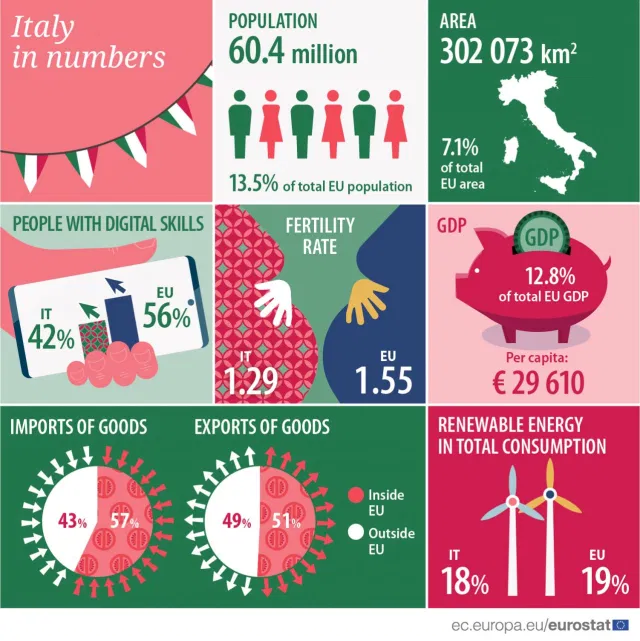 Italy
in numbers
POPULATION
60.4 million
13.5% of total EU population
AREA
302 073 km²
7.1%
of total
EU area
PEOPLE WITH DIGITAL SKILLS
IT
42%
EU
56%
FERTILITY
RATE
IT
1.29
EU
1.55
GDP
GDP
12.8%
of total EU GDP
Per capita:
€ 29 610
IMPORTS OF GOODS
43%
57%
EXPORTS OF GOODS
49%
51%
Inside
EU
Outside
EU
RENEWABLE ENERGY
IN TOTAL CONSUMPTION
IT
18%
EU
19%
ec.europa.eu/eurostat